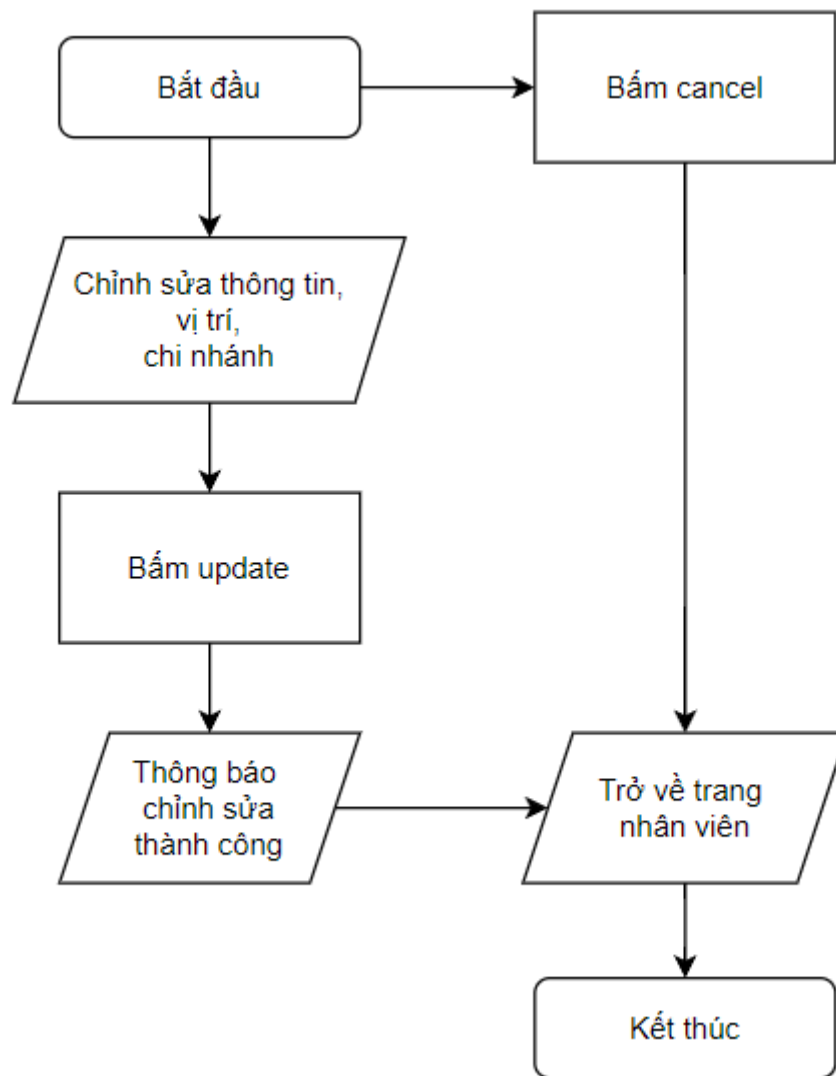 Bắt đầu
Bấm cancel
Chỉnh sửa thông tin,
vị trí,
chi nhánh
Bấm update
Thông báo
chỉnh sửa
thành công
Trở về trang
nhân viên
Kết thúc